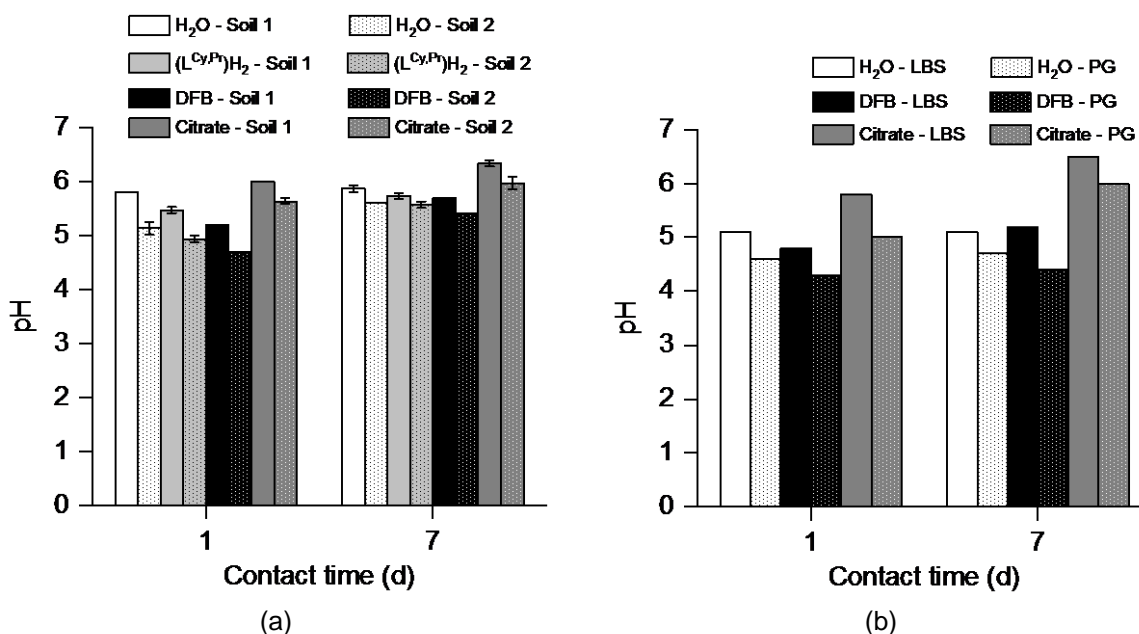 H₂O - Soil 1 H₂O - Soil 2
(L^Cy,Pr)H₂ - Soil 1 (L^Cy,Pr)H₂ - Soil 2
DFB - Soil 1 DFB - Soil 2
Citrate - Soil 1 Citrate - Soil 2
7
6
5
4
3
2
1
0
pH
1 7
Contact time (d)
(a)
H₂O - LBS H₂O - PG
DFB - LBS DFB - PG
Citrate - LBS Citrate - PG
7
6
5
4
3
2
1
0
pH
1 7
Contact time (d)
(b)